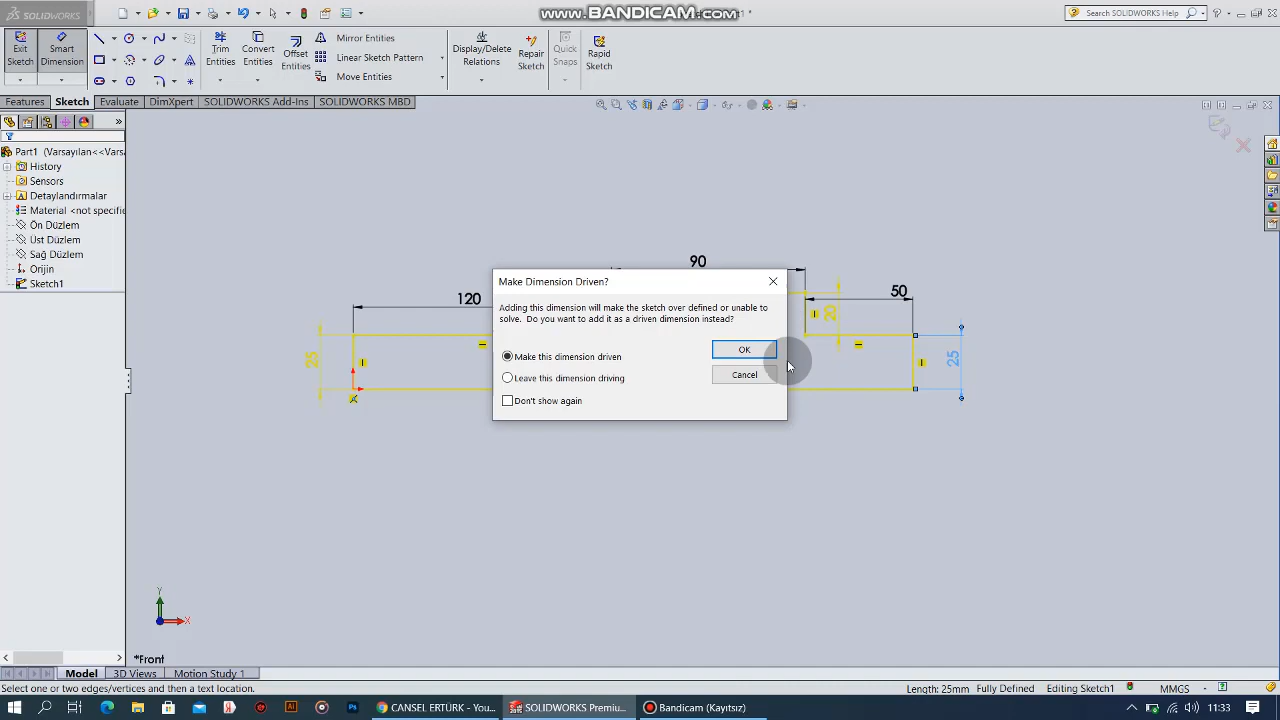 SOLIDWORKS
www.BANDICAM.com
1 *
Search SOLIDWORKS Help
Exit Sketch
Smart Dimension
Trim Entities
Convert Entities
Offset Entities
Mirror Entities
Linear Sketch Pattern
Move Entities
Display/Delete Relations
Repair Sketch
Quick Snaps
Rapid Sketch
Features
Sketch
Evaluate
DimXpert
SOLIDWORKS Add-Ins
SOLIDWORKS MBD
Part1 (Varsayılan<<Varsa
History
Sensors
Detaylandırmalar
Material <not specifie
Ön Düzlem
Üst Düzlem
Sağ Düzlem
Orijin
Sketch1
90
120
50
25
20
25
Make Dimension Driven?
Adding this dimension will make the sketch over defined or unable to
solve. Do you want to add it as a driven dimension instead?
Make this dimension driven
OK
Leave this dimension driving
Cancel
Don't show again
Y
X
*Front
Model
3D Views
Motion Study 1
Select one or two edges/vertices and then a text location.
Length: 25mm
Fully Defined
Editing Sketch1
MMGS
CANSEL ERTÜRK - You...
SOLIDWORKS Premiu...
Bandicam (Kayıtsız)
11:33